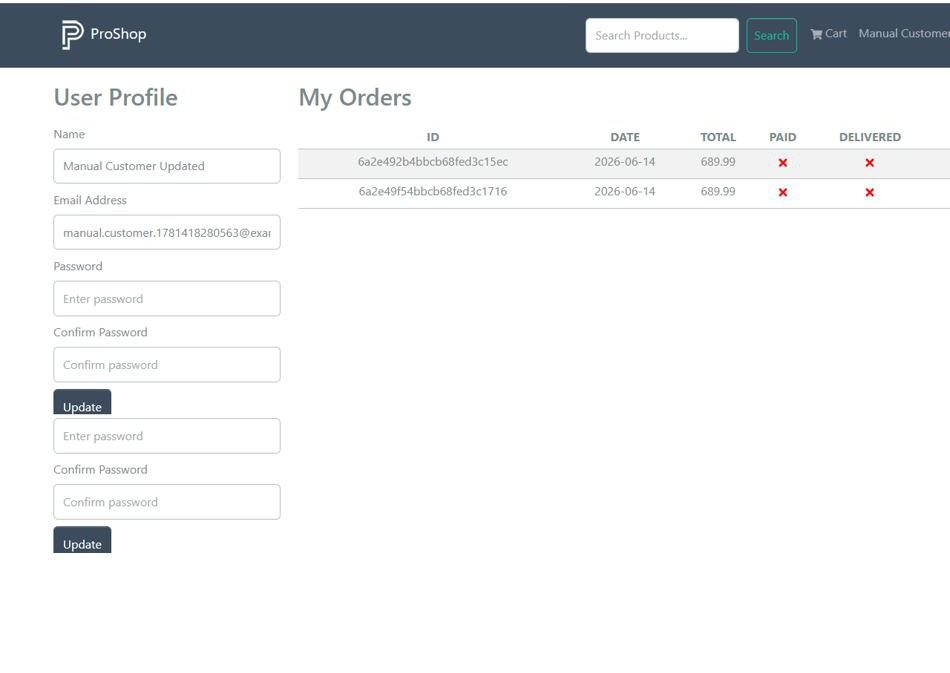 ProShop
Search Products...
Search
Cart
Manual Customer
User Profile
Name
Manual Customer Updated
Email Address
manual.customer.1781418280563@exar
Password
Enter password
Confirm Password
Confirm password
Update
Enter password
Confirm Password
Confirm password
Update
My Orders
ID DATE TOTAL PAID DELIVERED
6a2e492b4bbcb68fed3c15ec 2026-06-14 689.99
6a2e49f54bbcb68fed3c1716 2026-06-14 689.99